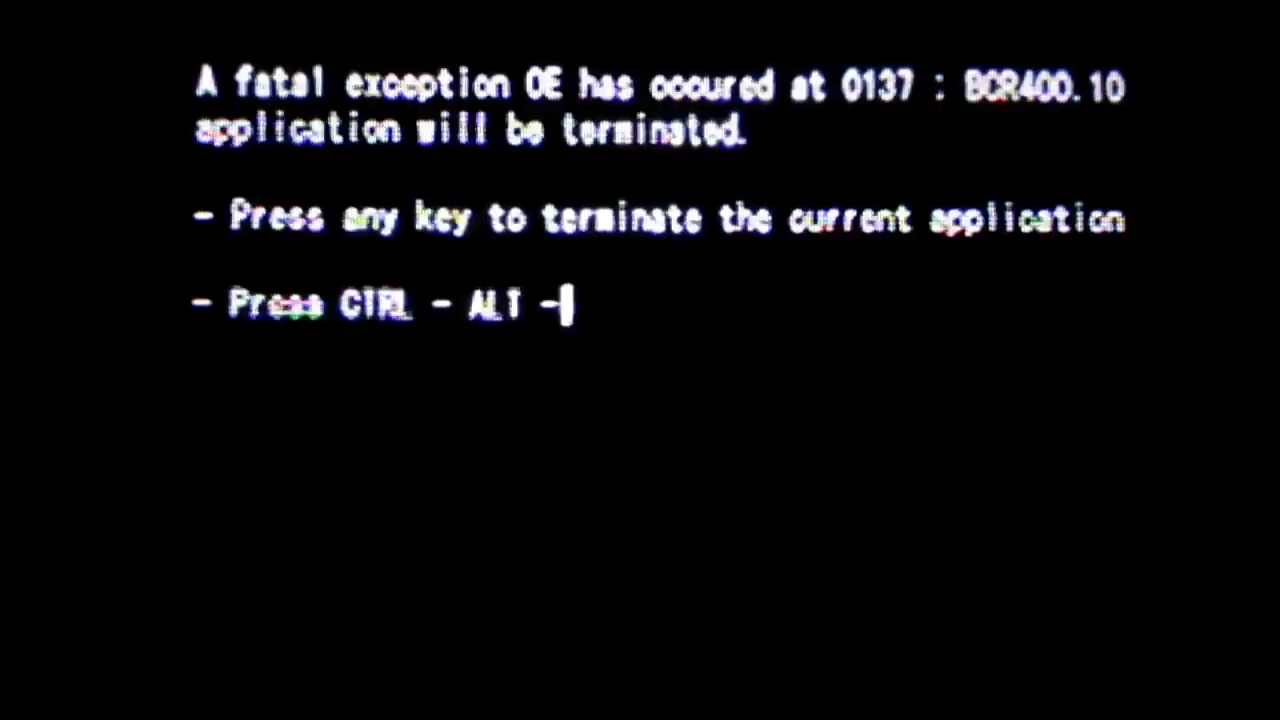 A fatal exception OE has occured at 0137 : BCR400.10
application will be terminated.
- Press any key to terminate the current application
- Press CTRL - ALT -